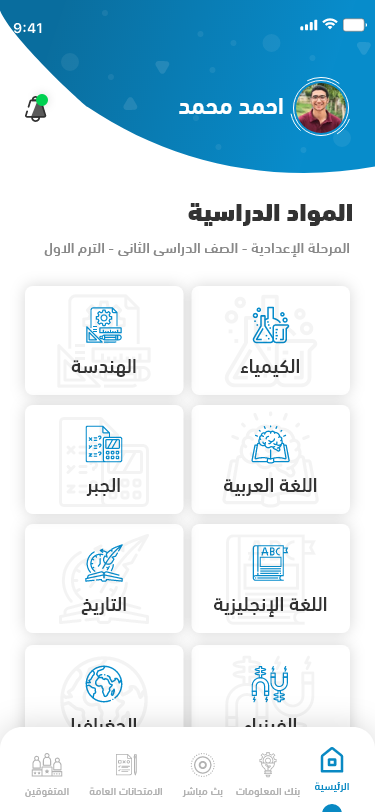 9:41
احمد محمد
المواد الدراسية
المرحلة الإعدادية - الصف الدراسى الثانى - الترم الاول
الكيمياء
الهندسة
اللغة العربية
الجبر
ABC
اللغة الإنجليزية
التاريخ
الفيزياء
الجغرافيا
الرئيسية
بنك المعلومات
بث مباشر
الامتحانات العامة
المتفوقين